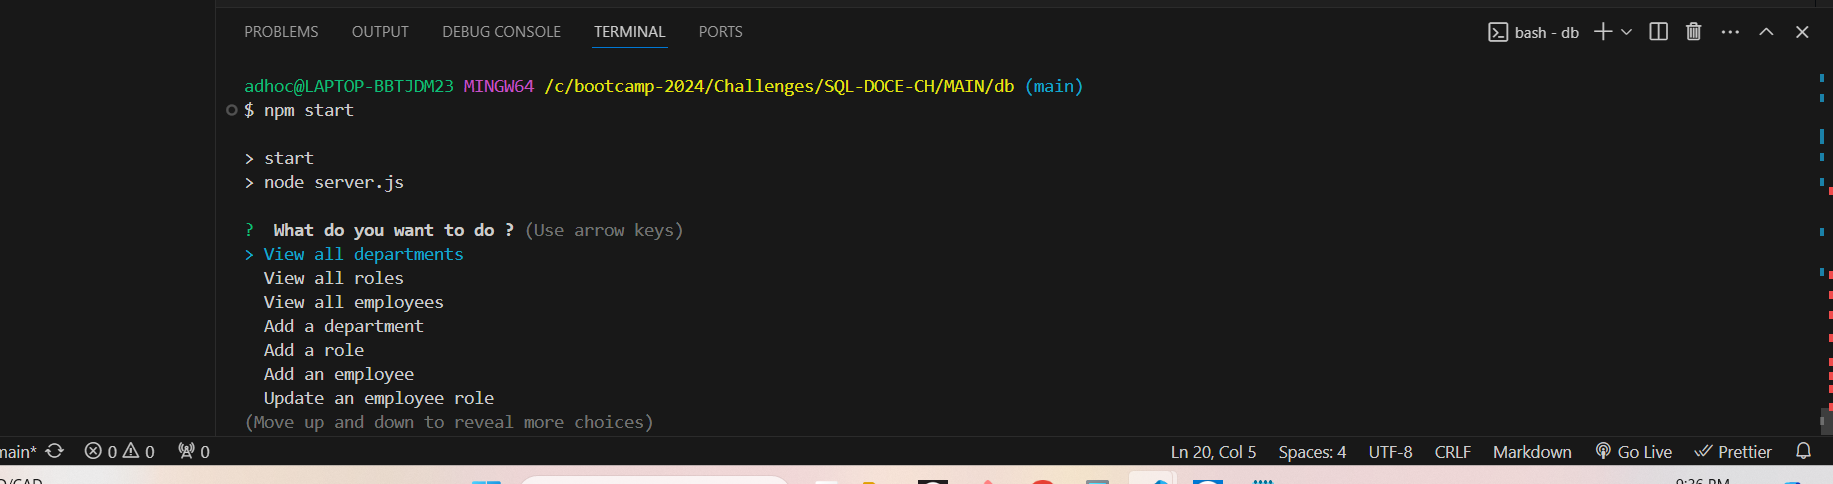 PROBLEMS OUTPUT DEBUG CONSOLE TERMINAL PORTS bash - db
adhoc@LAPTOP-BBTJDM23 MINGW64 /c/bootcamp-2024/Challenges/SQL-DOCE-CH/MAIN/db (main)
$ npm start
> start
> node server.js
? What do you want to do ? (Use arrow keys)
> View all departments
View all roles
View all employees
Add a department
Add a role
Add an employee
Update an employee role
(Move up and down to reveal more choices)
main* 0 0 0 Ln 20, Col 5 Spaces: 4 UTF-8 CRLF Markdown Go Live Prettier